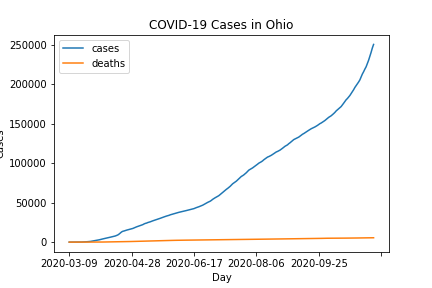 COVID-19 Cases in Ohio
cases
deaths
250000
200000
150000
100000
50000
0
cases
2020-03-09 2020-04-28 2020-06-17 2020-08-06 2020-09-25
Day